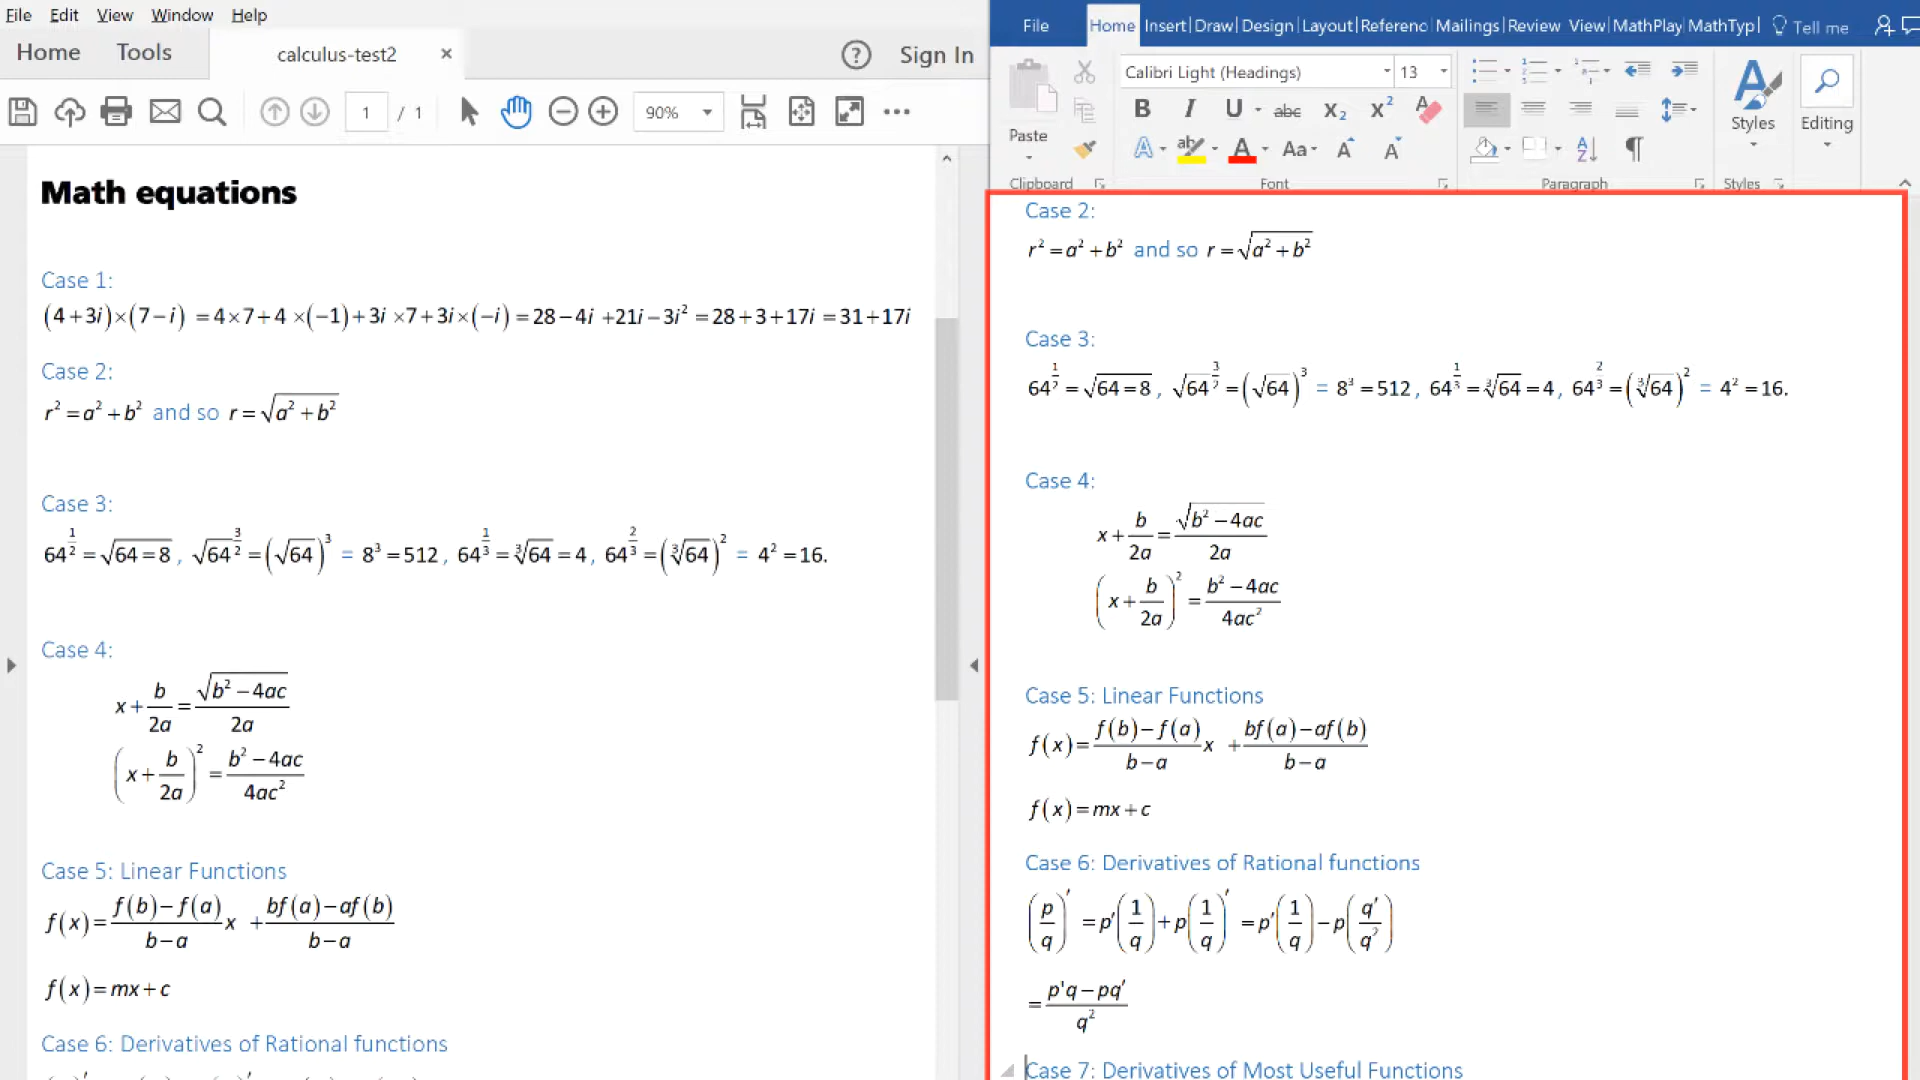 File Edit View Window Help
Home Tools calculus-test2 × ? Sign In
1 / 1 90%
Math equations
Case 1:
(4+3i)×(7−i) =4×7+4 ×(−1)+3i ×7+3i×(−i)=28−4i +21i−3i² =28+3+17i =31+17i
Case 2:
r² =a² +b² and so r=√(a² +b²)
Case 3:
64^(1/2) =√(64=8) , √64^(3/2) =(√64)³ = 8³ =512, 64^(1/3) =∛64 =4, 64^(2/3) =(∛64)² = 4² =16.
Case 4:
x+ b/2a = √(b² −4ac)/2a
(x+ b/2a)² = (b² −4ac)/4ac²
Case 5: Linear Functions
f(x)= (f(b)−f(a))/(b−a) x + (bf(a)−af(b))/(b−a)
f(x)=mx+c
Case 6: Derivatives of Rational functions
File Home Insert Draw Design Layout Referenc Mailings Review View MathPlay MathTyp Tell me
Paste Calibri Light (Headings) 13
B I U abc X₂ X² A
A ab A Aa A A A Z ¶
Styles Editing
Clipboard Font Paragraph Styles
Case 2:
r² =a² +b² and so r=√(a² +b²)
Case 3:
64^(1/2) =√(64=8) , √64^(3/2) =(√64)³ = 8³ =512, 64^(1/3) =∛64 =4, 64^(2/3) =(∛64)² = 4² =16.
Case 4:
x+ b/2a = √(b² −4ac)/2a
(x+ b/2a)² = (b² −4ac)/4ac²
Case 5: Linear Functions
f(x)= (f(b)−f(a))/(b−a) x + (bf(a)−af(b))/(b−a)
f(x)=mx+c
Case 6: Derivatives of Rational functions
(p/q)′ =p′(1/q)+p(1/q)′ =p′(1/q)−p(q′/q²)
= (p'q−pq′)/q²
Case 7: Derivatives of Most Useful Functions